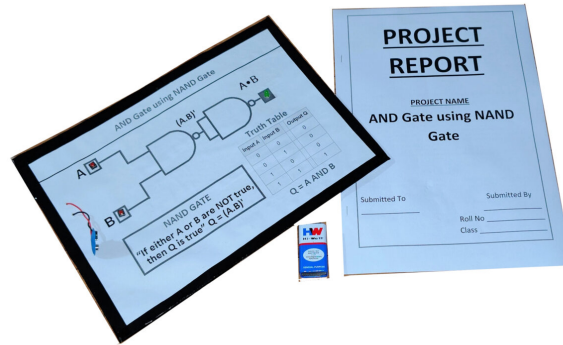 AND Gate using NAND Gate
A
B
(A.B)'
A•B
Truth Table
Input A Input B Output Q
0 0 0
0 1 0
1 0 0
1 1 1
Q = A AND B
NAND GATE
"If either A or B are NOT true,
then Q is true" Q = (A.B)'
HW
HI-WATT
PROJECT
REPORT
PROJECT NAME
AND Gate using NAND
Gate
Submitted To
Submitted By
Roll No
Class